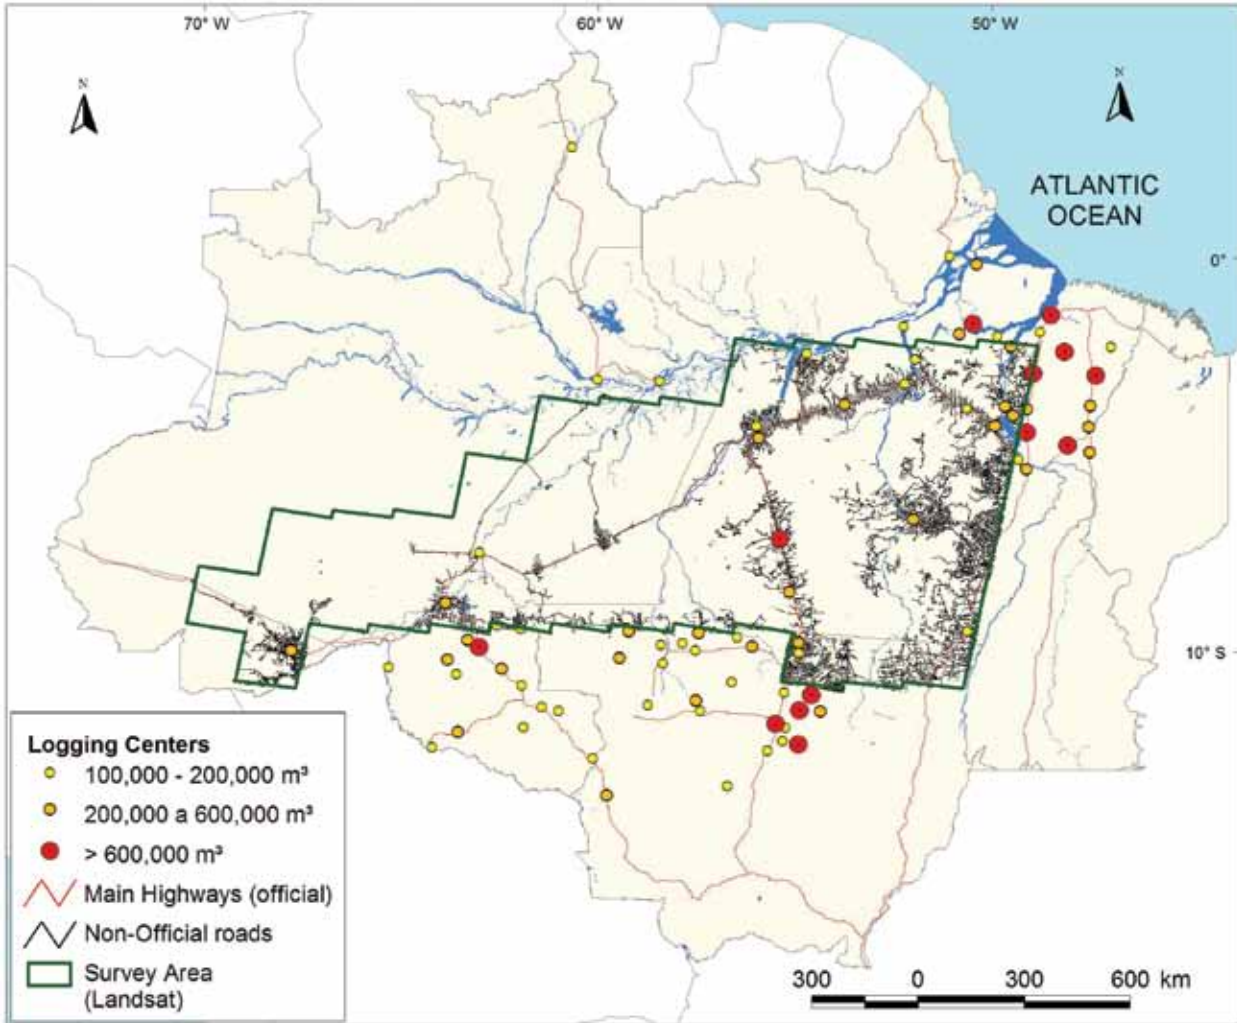 70° W
60° W
50° W
N
N
ATLANTIC
OCEAN
0°
10° S
Logging Centers
100,000 - 200,000 m³
200,000 a 600,000 m³
> 600,000 m³
Main Highways (official)
Non-Official roads
Survey Area
(Landsat)
300 0 300 600 km